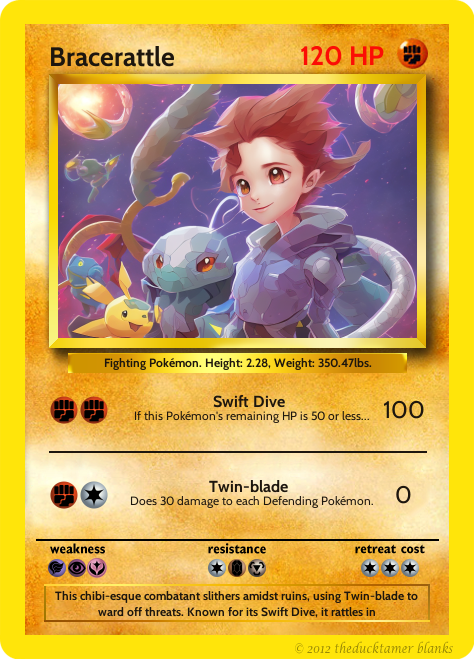 Bracerattle 120 HP
Fighting Pokémon. Height: 2.28, Weight: 350.47lbs.
Swift Dive 100
If this Pokémon's remaining HP is 50 or less...
Twin-blade 0
Does 30 damage to each Defending Pokémon.
weakness resistance retreat cost
This chibi-esque combatant slithers amidst ruins, using Twin-blade to
ward off threats. Known for its Swift Dive, it rattles in
© 2012 theducktamer blanks